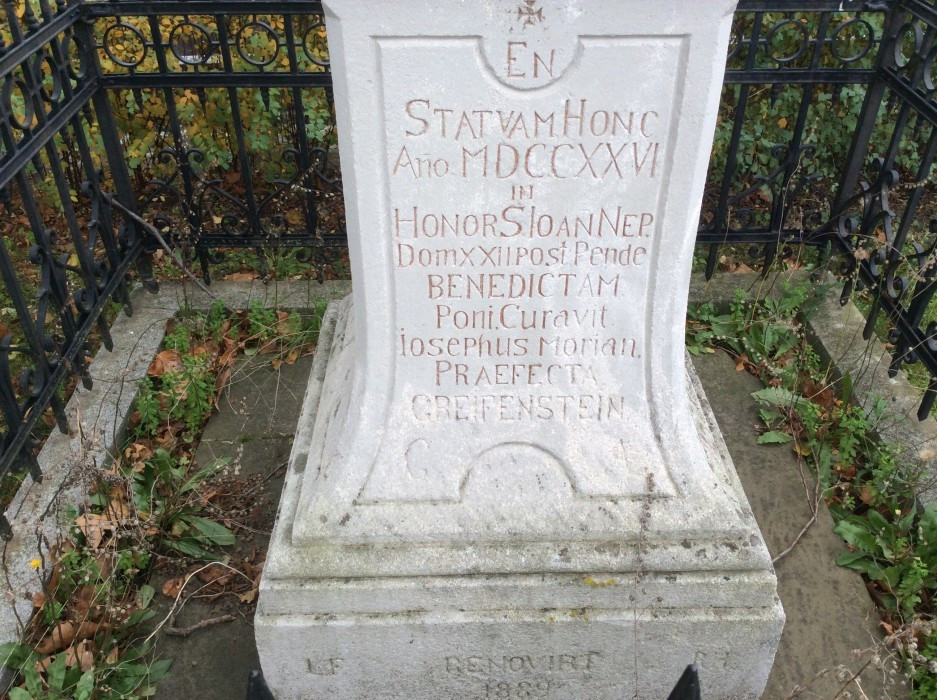 EN
STATVAM HONC
Año. MDCCXXVI
IN
HONOR S IOAN NEP.
Dom XXII post Pende
BENEDICTAM
Poni. Curavit
Iosephus Morian.
PRAEFECTA
GREIFENSTEIN
C
RENOVIRT
1889